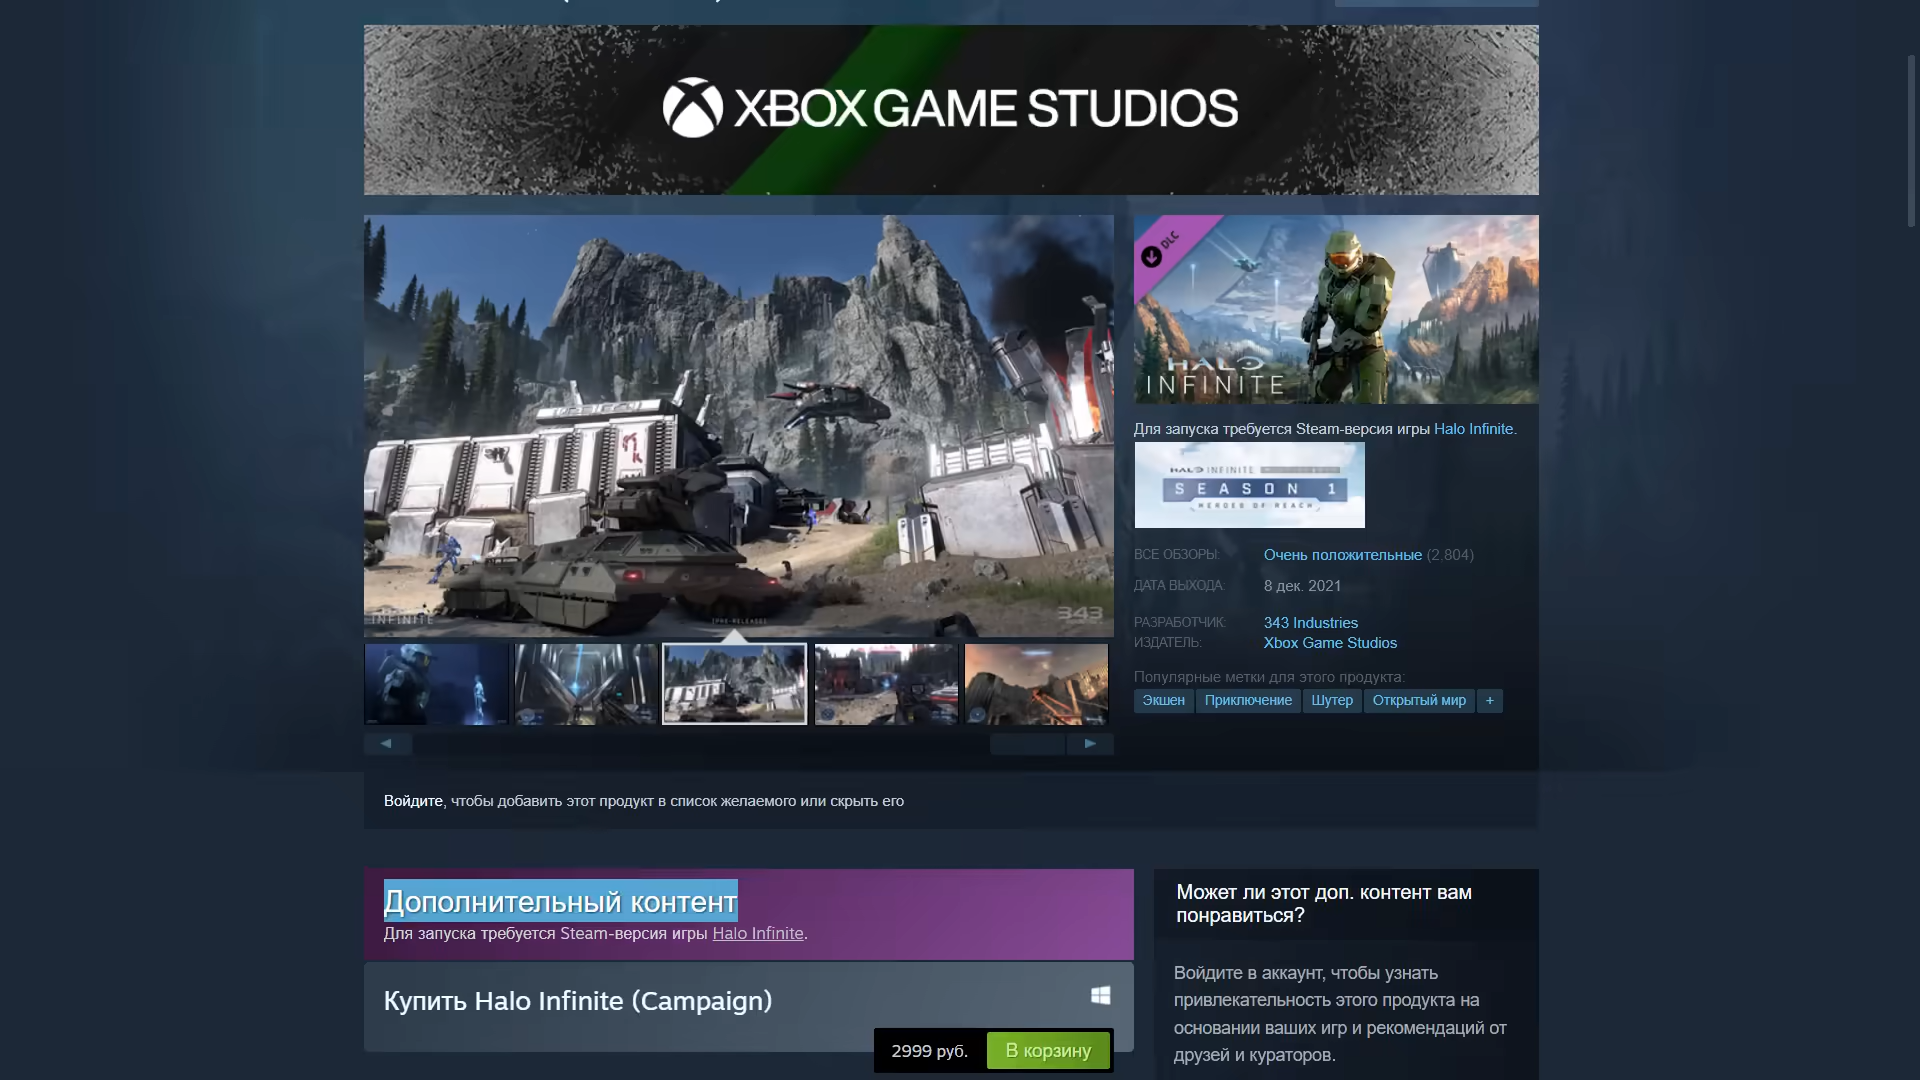 XBOX GAME STUDIOS
DLC
HALO
INFINITE
Для запуска требуется Steam-версия игры Halo Infinite.
HALO INFINITE
SEASON 1
HEROES OF REACH
INFINITE
343
ВСЕ ОБЗОРЫ: Очень положительные (2,804)
ДАТА ВЫХОДА: 8 дек. 2021
РАЗРАБОТЧИК: 343 Industries
ИЗДАТЕЛЬ: Xbox Game Studios
Популярные метки для этого продукта:
Экшен Приключение Шутер Открытый мир +
Войдите, чтобы добавить этот продукт в список желаемого или скрыть его
Дополнительный контент
Для запуска требуется Steam-версия игры Halo Infinite.
Купить Halo Infinite (Campaign)
2999 руб. В корзину
Может ли этот доп. контент вам
понравиться?
Войдите в аккаунт, чтобы узнать
привлекательность этого продукта на
основании ваших игр и рекомендаций от
друзей и кураторов.